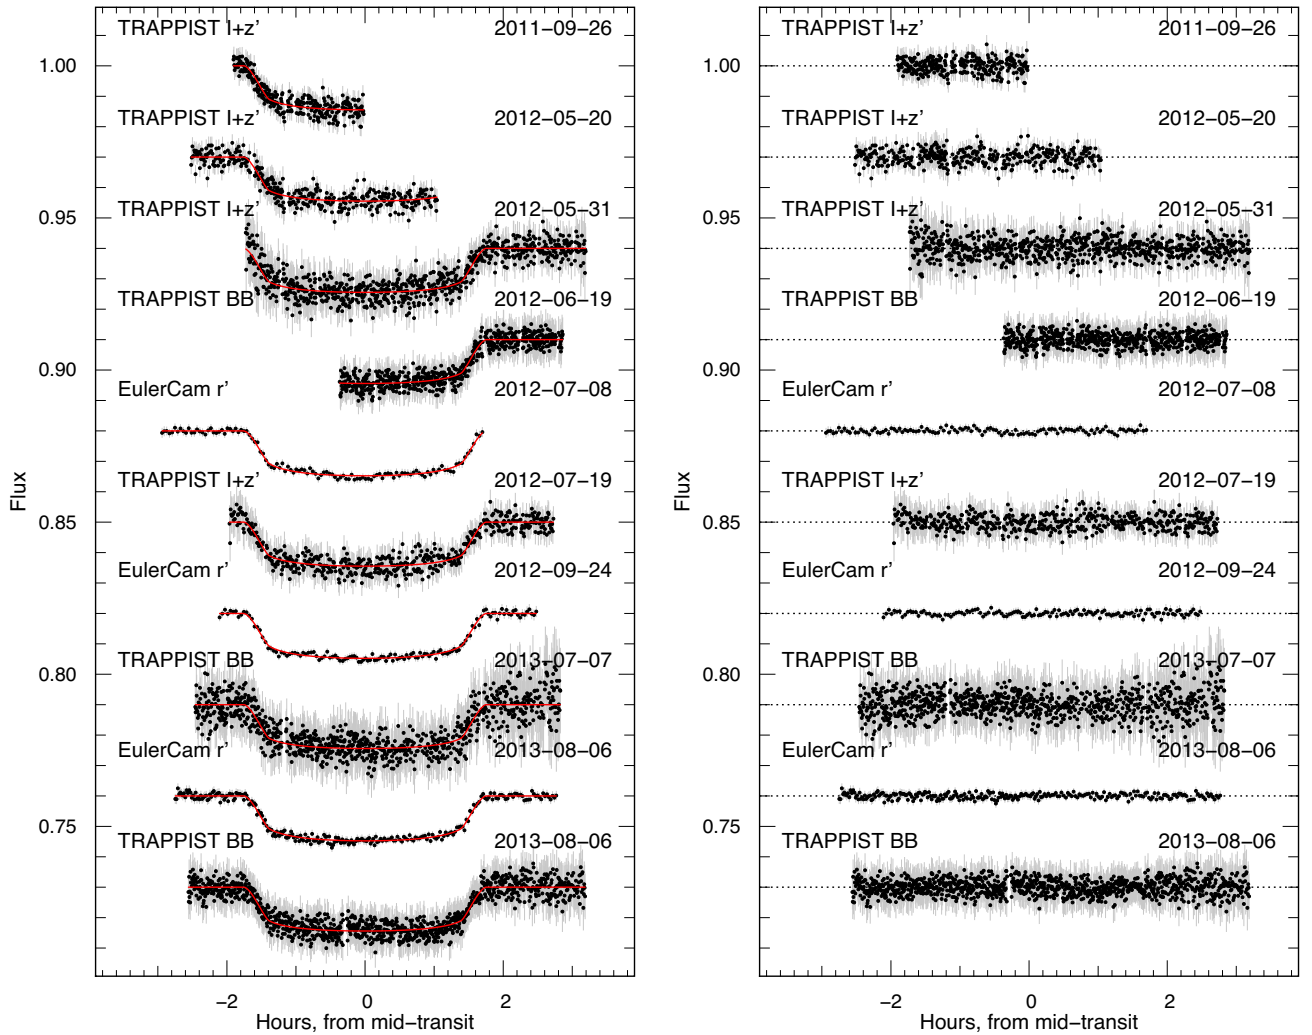 TRAPPIST I+z’ 2011−09−26
1.00
TRAPPIST I+z’ 2012−05−20
0.95
TRAPPIST I+z’ 2012−05−31
TRAPPIST BB 2012−06−19
0.90
EulerCam r’ 2012−07−08
TRAPPIST I+z’ 2012−07−19
0.85
EulerCam r’ 2012−09−24
TRAPPIST BB 2013−07−07
0.80
EulerCam r’ 2013−08−06
0.75
TRAPPIST BB 2013−08−06
Flux
−2 0 2
Hours, from mid−transit
TRAPPIST I+z’ 2011−09−26
1.00
TRAPPIST I+z’ 2012−05−20
0.95
TRAPPIST I+z’ 2012−05−31
TRAPPIST BB 2012−06−19
0.90
EulerCam r’ 2012−07−08
TRAPPIST I+z’ 2012−07−19
0.85
EulerCam r’ 2012−09−24
TRAPPIST BB 2013−07−07
0.80
EulerCam r’ 2013−08−06
0.75
TRAPPIST BB 2013−08−06
Flux
−2 0 2
Hours, from mid−transit